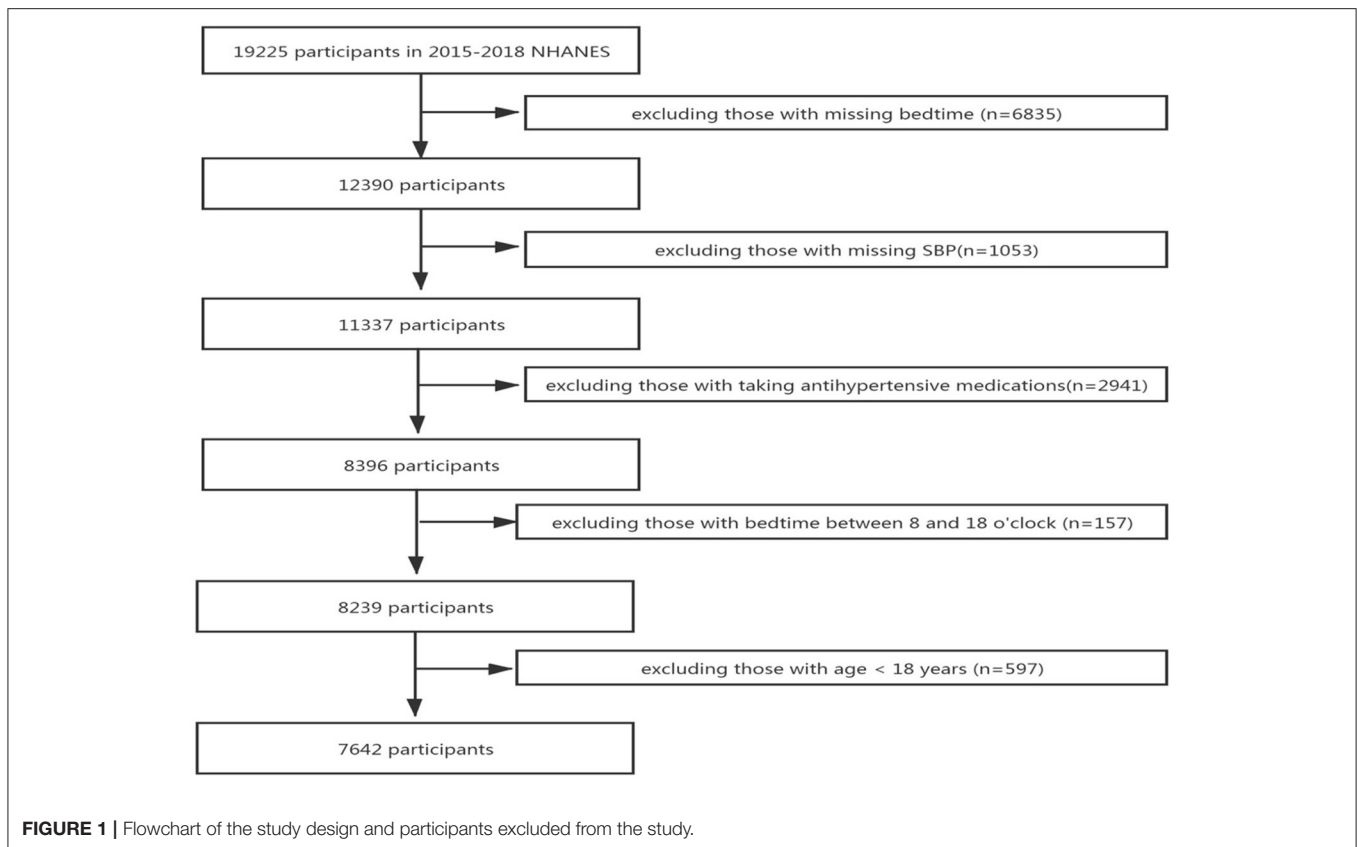 19225 participants in 2015-2018 NHANES
excluding those with missing bedtime (n=6835)
12390 participants
excluding those with missing SBP(n=1053)
11337 participants
excluding those with taking antihypertensive medications(n=2941)
8396 participants
excluding those with bedtime between 8 and 18 o'clock (n=157)
8239 participants
excluding those with age < 18 years (n=597)
7642 participants
FIGURE 1 | Flowchart of the study design and participants excluded from the study.